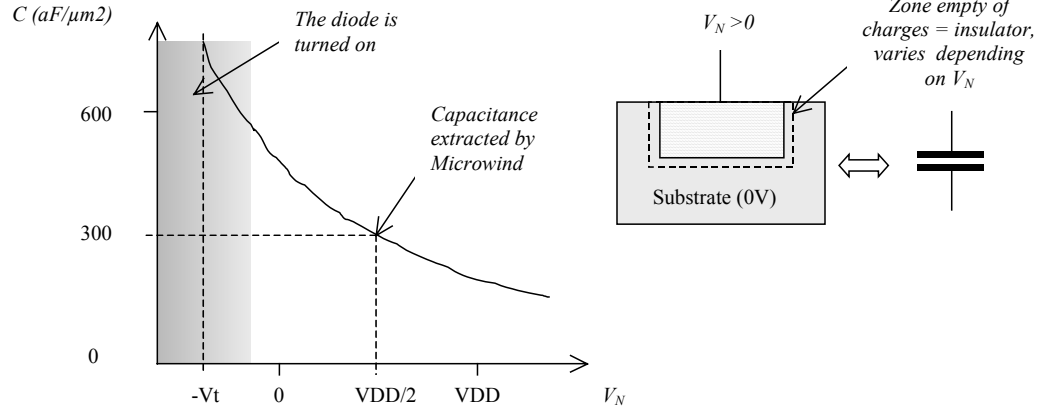 C (aF/µm2)
The diode is
turned on
600
Capacitance
extracted by
Microwind
300
0
-Vt
0
VDD/2
VDD
V_N
V_N >0
Zone empty of
charges = insulator,
varies depending
on V_N
Substrate (0V)